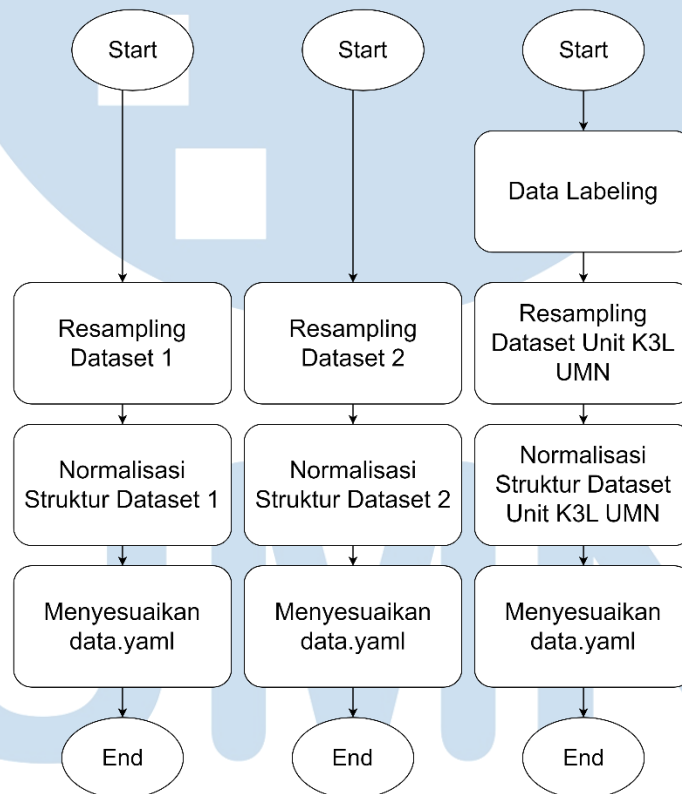 Start
Start
Start
Data Labeling
Resampling
Dataset 1
Resampling
Dataset 2
Resampling
Dataset Unit K3L
UMN
Normalisasi
Struktur Dataset 1
Normalisasi
Struktur Dataset 2
Normalisasi
Struktur Dataset
Unit K3L UMN
Menyesuaikan
data.yaml
Menyesuaikan
data.yaml
Menyesuaikan
data.yaml
End
End
End
UMN